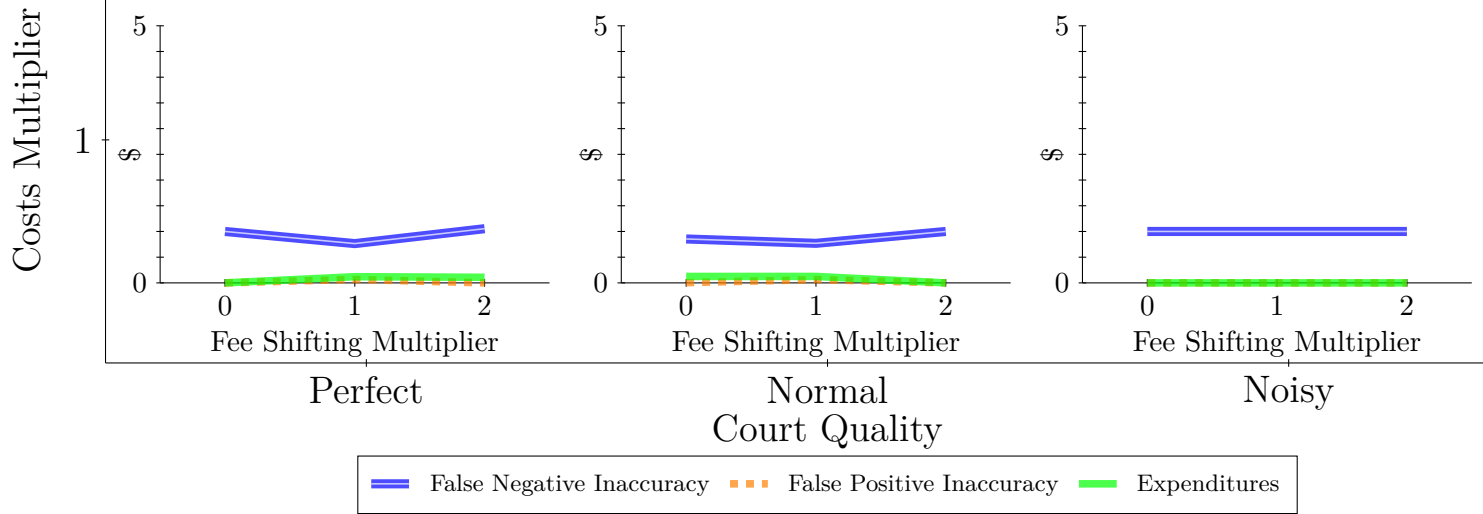 Costs Multiplier
1
5
$
0
0 1 2
Fee Shifting Multiplier
5
$
0
0 1 2
Fee Shifting Multiplier
5
$
0
0 1 2
Fee Shifting Multiplier
Perfect Normal Noisy
Court Quality
False Negative Inaccuracy False Positive Inaccuracy Expenditures